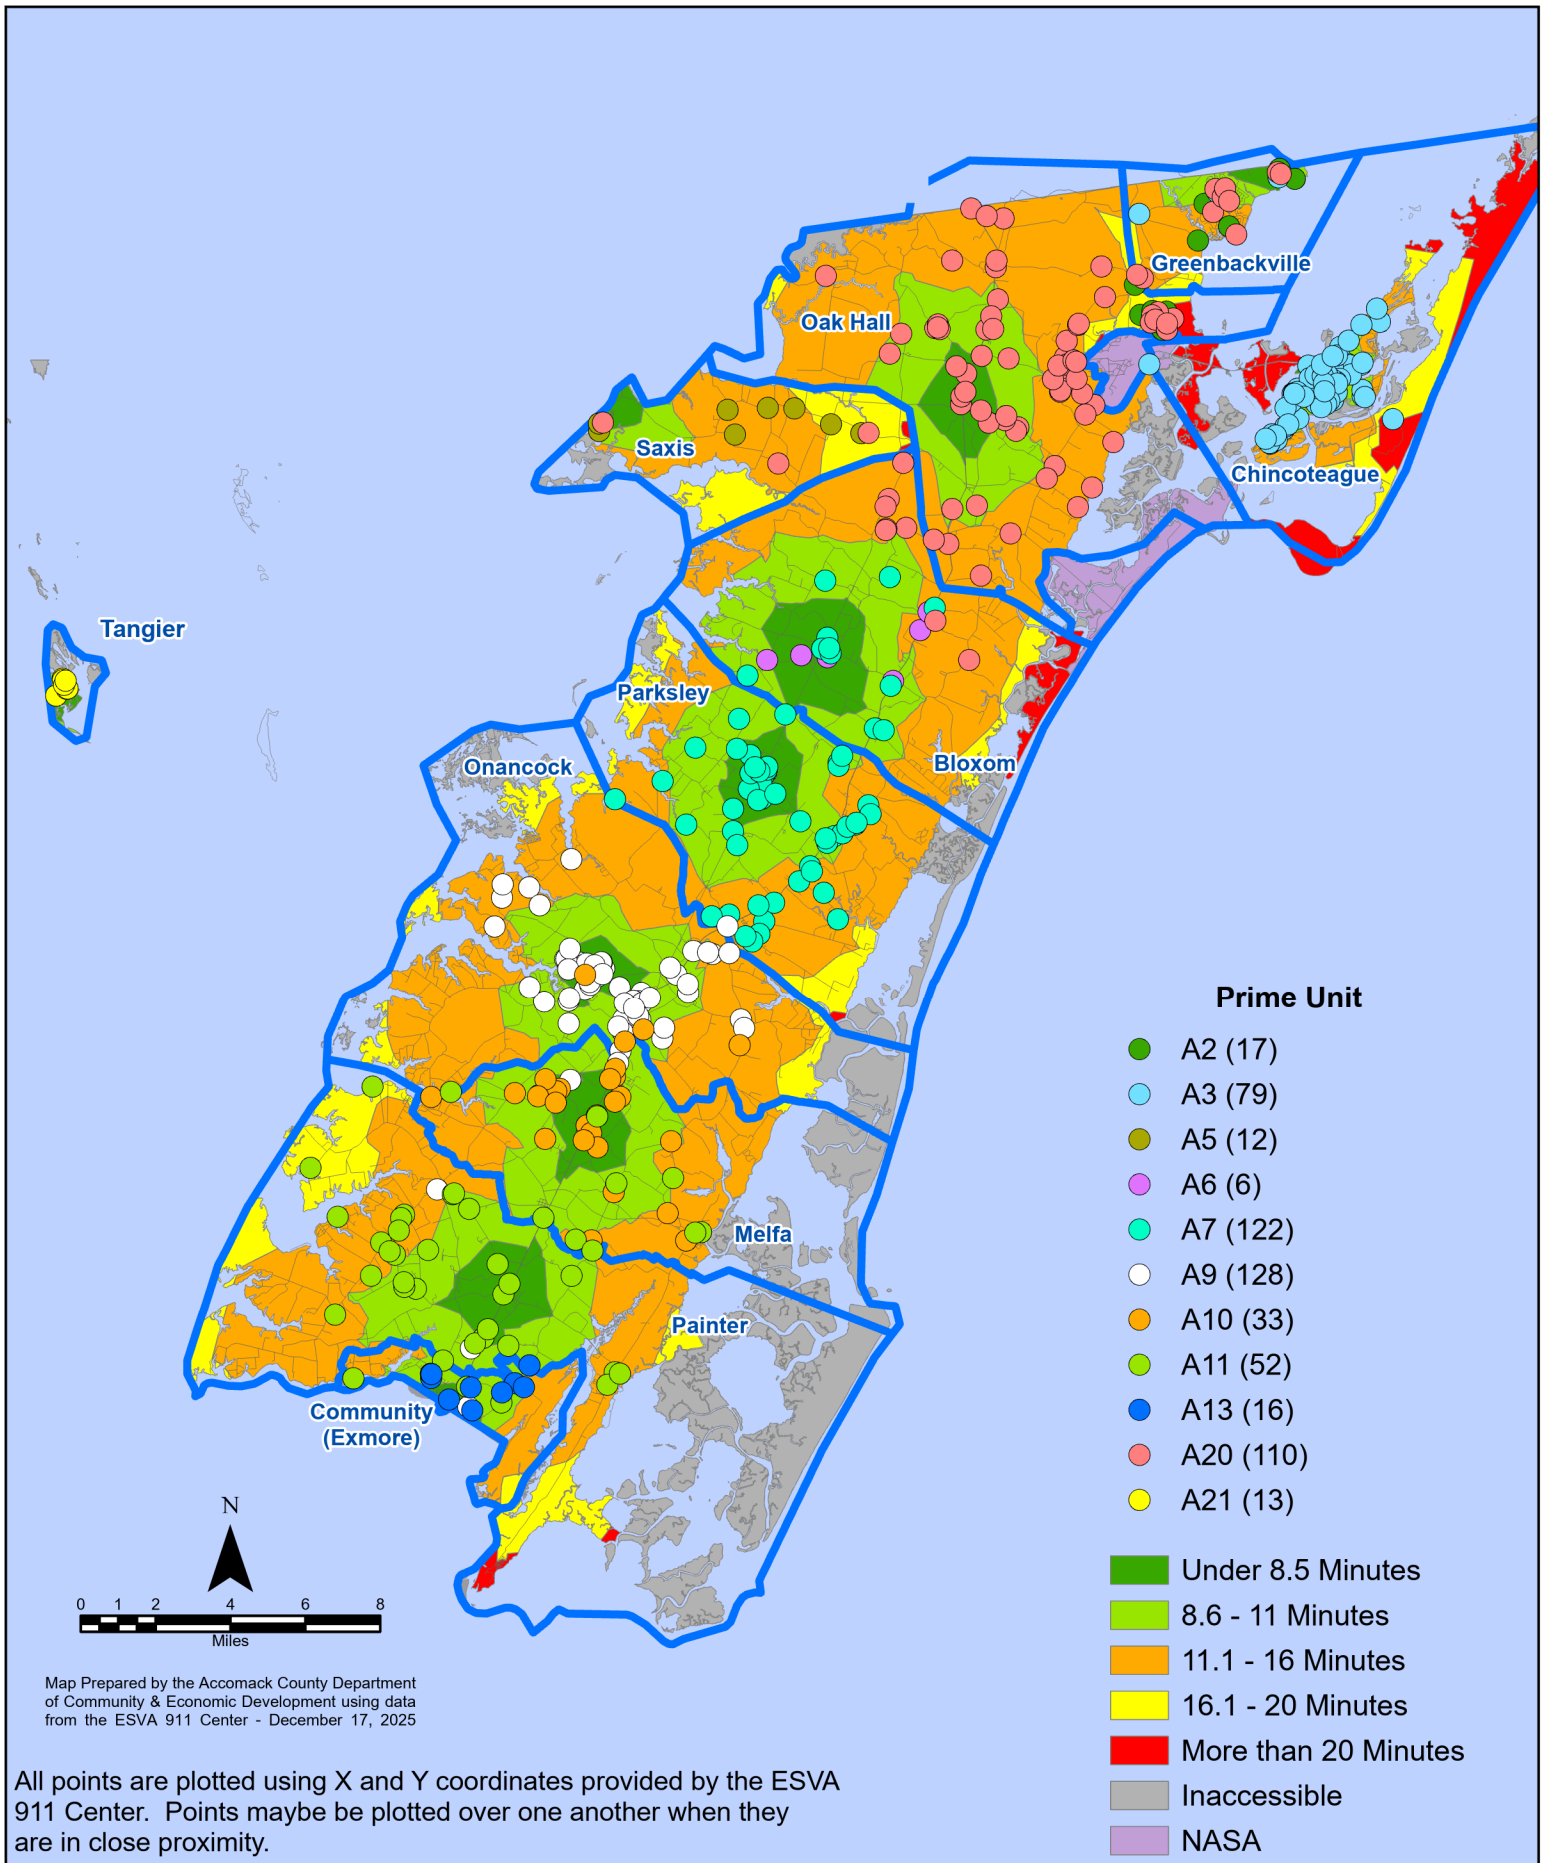 Greenbackville
Oak Hall
Saxis
Chincoteague
Tangier
Parksley
Onancock
Bloxom
Melfa
Painter
Community
(Exmore)
Prime Unit
A2 (17)
A3 (79)
A5 (12)
A6 (6)
A7 (122)
A9 (128)
A10 (33)
A11 (52)
A13 (16)
A20 (110)
A21 (13)
Under 8.5 Minutes
8.6 - 11 Minutes
11.1 - 16 Minutes
16.1 - 20 Minutes
More than 20 Minutes
Inaccessible
NASA
N
0 1 2 4 6 8
Miles
Map Prepared by the Accomack County Department
of Community & Economic Development using data
from the ESVA 911 Center - December 17, 2025
All points are plotted using X and Y coordinates provided by the ESVA
911 Center. Points maybe be plotted over one another when they
are in close proximity.